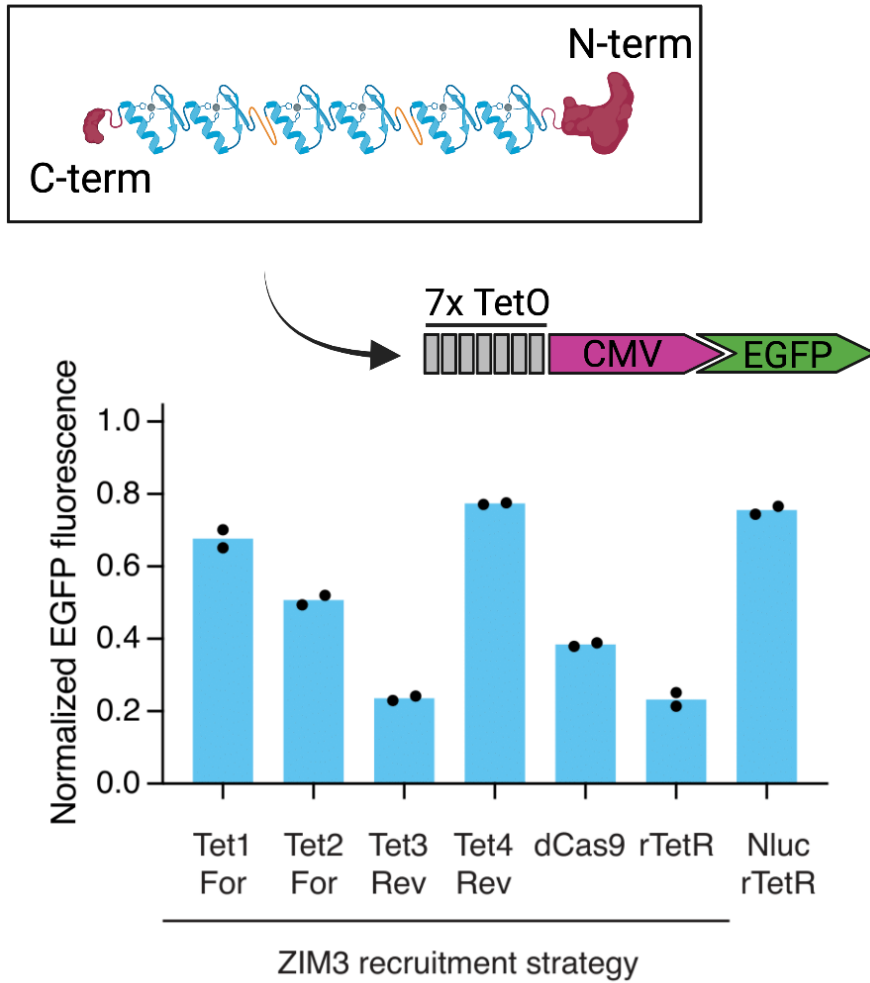 N-term
C-term
7x TetO
CMV
EGFP
Normalized EGFP fluorescence
1.0
0.8
0.6
0.4
0.2
0.0
Tet1 Tet2 Tet3 Tet4 dCas9 rTetR Nluc
For For Rev Rev rTetR
ZIM3 recruitment strategy